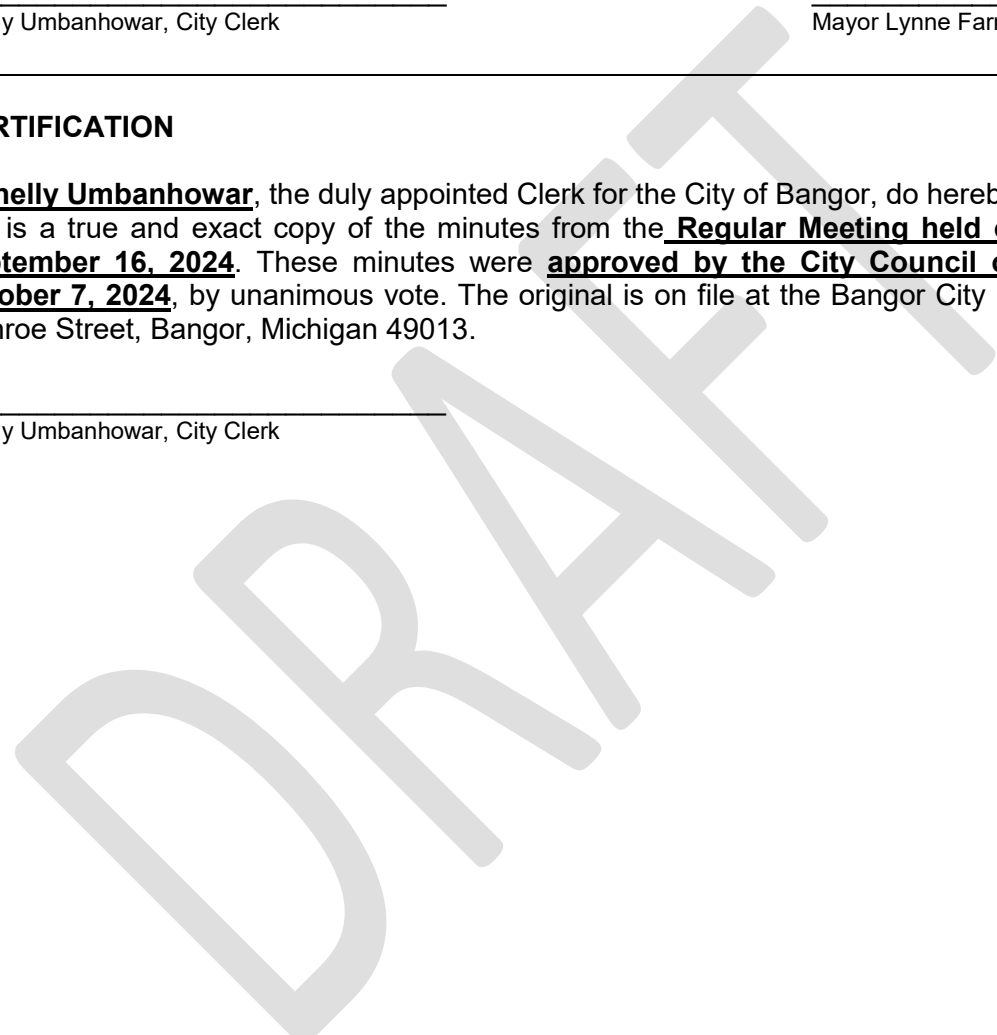 y Umbanhowar, City Clerk Mayor Lynne Farr
RTIFICATION
helly Umbanhowar, the duly appointed Clerk for the City of Bangor, do hereb
is a true and exact copy of the minutes from the Regular Meeting held
ptember 16, 2024. These minutes were approved by the City Council
ober 7, 2024, by unanimous vote. The original is on file at the Bangor City
nroe Street, Bangor, Michigan 49013.
y Umbanhowar, City Clerk
DRAFT